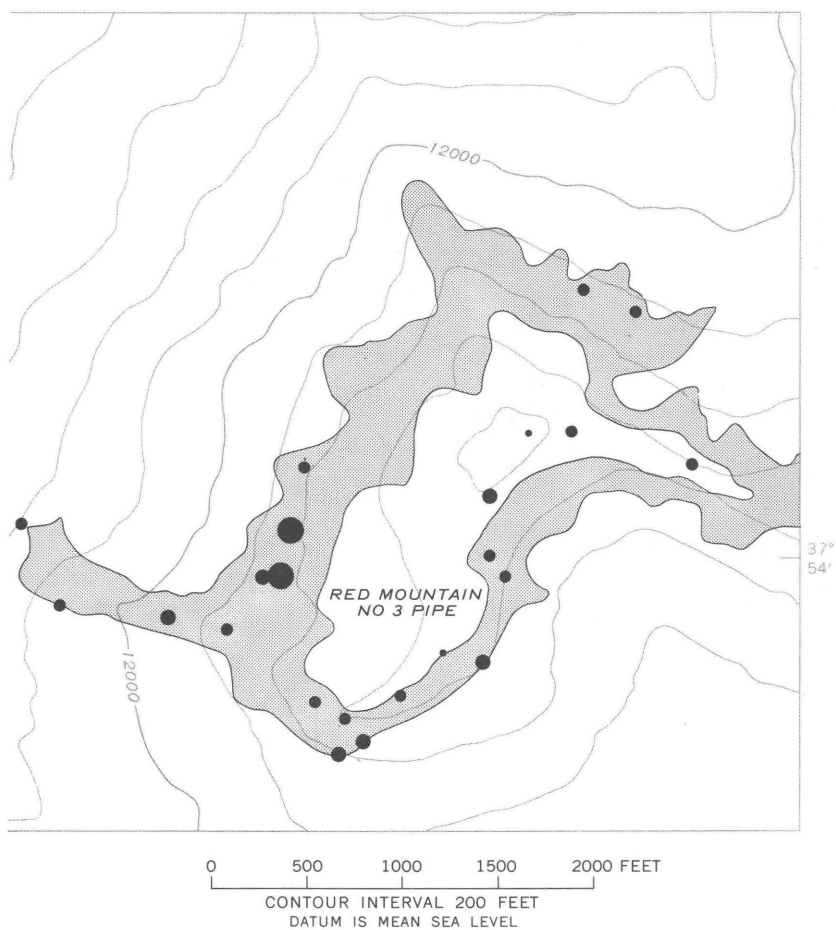 12000
37°
54'
RED MOUNTAIN
NO 3 PIPE
12000
0 500 1000 1500 2000 FEET
CONTOUR INTERVAL 200 FEET
DATUM IS MEAN SEA LEVEL